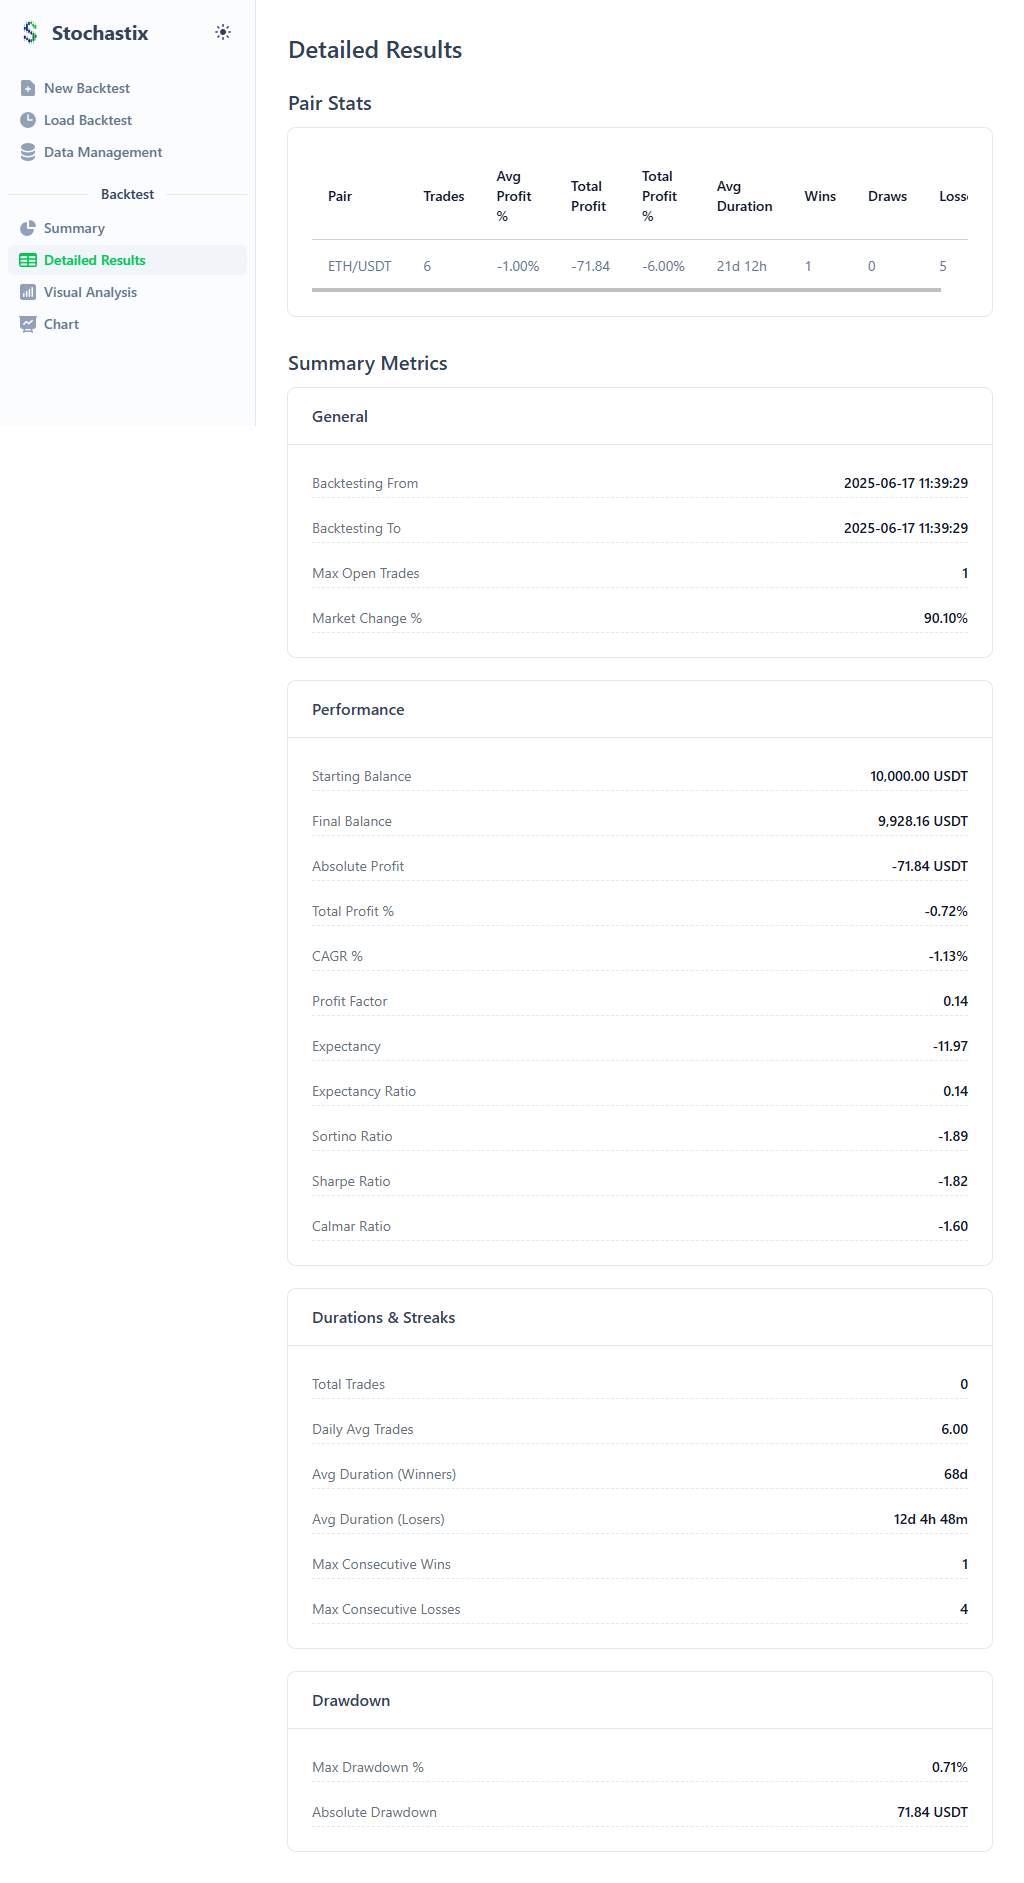 Stochastix
New Backtest
Load Backtest
Data Management
Backtest
Summary
Detailed Results
Visual Analysis
Chart
Detailed Results
Pair Stats
Pair Trades Avg Profit % Total Profit Total Profit % Avg Duration Wins Draws
ETH/USDT 6 -1.00% -71.84 -6.00% 21d 12h 1 0 5
Summary Metrics
General
Backtesting From 2025-06-17 11:39:29
Backtesting To 2025-06-17 11:39:29
Max Open Trades 1
Market Change % 90.10%
Performance
Starting Balance 10,000.00 USDT
Final Balance 9,928.16 USDT
Absolute Profit -71.84 USDT
Total Profit % -0.72%
CAGR % -1.13%
Profit Factor 0.14
Expectancy -11.97
Expectancy Ratio 0.14
Sortino Ratio -1.89
Sharpe Ratio -1.82
Calmar Ratio -1.60
Durations & Streaks
Total Trades 0
Daily Avg Trades 6.00
Avg Duration (Winners) 68d
Avg Duration (Losers) 12d 4h 48m
Max Consecutive Wins 1
Max Consecutive Losses 4
Drawdown
Max Drawdown % 0.71%
Absolute Drawdown 71.84 USDT